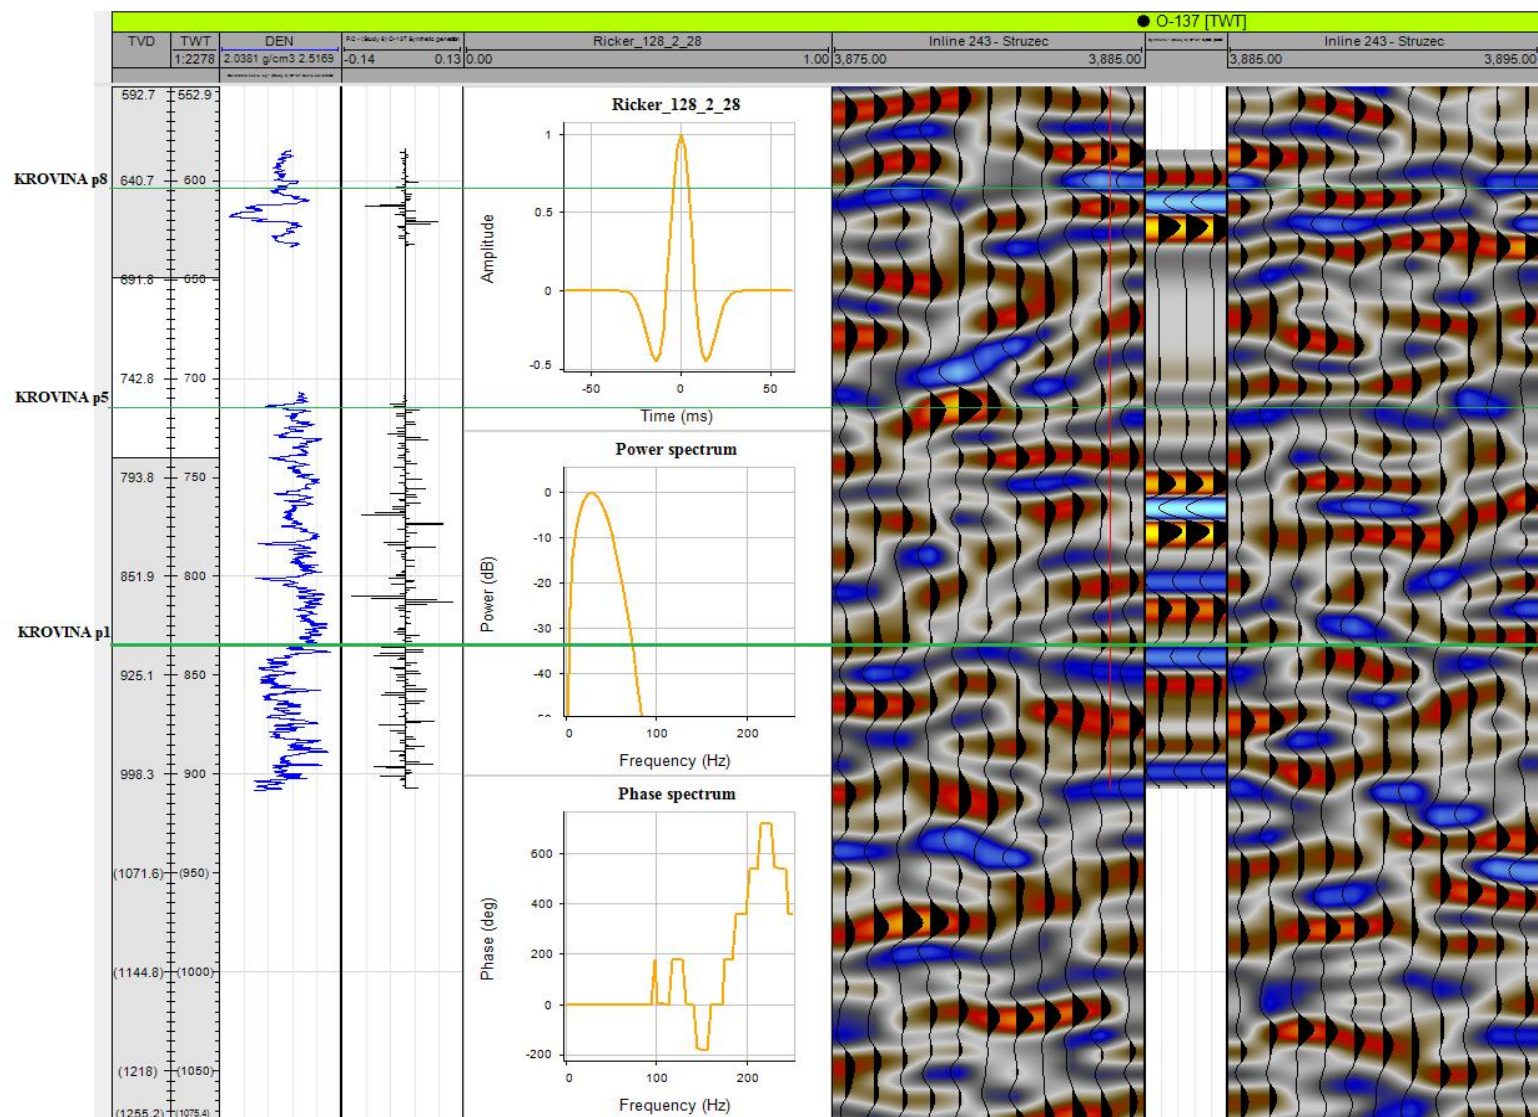 ● O-137 [TWT]
TVD TWT DEN Ricker_128_2_28 Inline 243 - Struzec Inline 243 - Struzec
1:2278 2.0381 g/cm3 2.5169 -0.14 0.13 0.00 1.00 3,875.00 3,885.00 3,885.00 3,895.00
592.7 552.9
KROVINA p8 640.7 600
691.8 650
742.8 700
KROVINA p5
793.8 750
851.9 800
KROVINA p1
925.1 850
998.3 900
(1071.6) (950)
(1144.8) (1000)
(1218) (1050)
(1255.2) (1075.4)
Ricker_128_2_28
Amplitude
1
0.5
0
-0.5
-50 0 50
Time (ms)
Power spectrum
Power (dB)
0
-10
-20
-30
-40
-50
0 100 200
Frequency (Hz)
Phase spectrum
Phase (deg)
600
400
200
0
-200
0 100 200
Frequency (Hz)